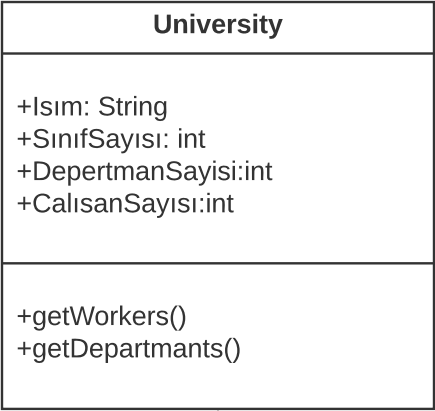 University
+Isım: String
+SınıfSayısı: int
+DepertmanSayisi:int
+CalısanSayısı:int
+getWorkers()
+getDepartmants()